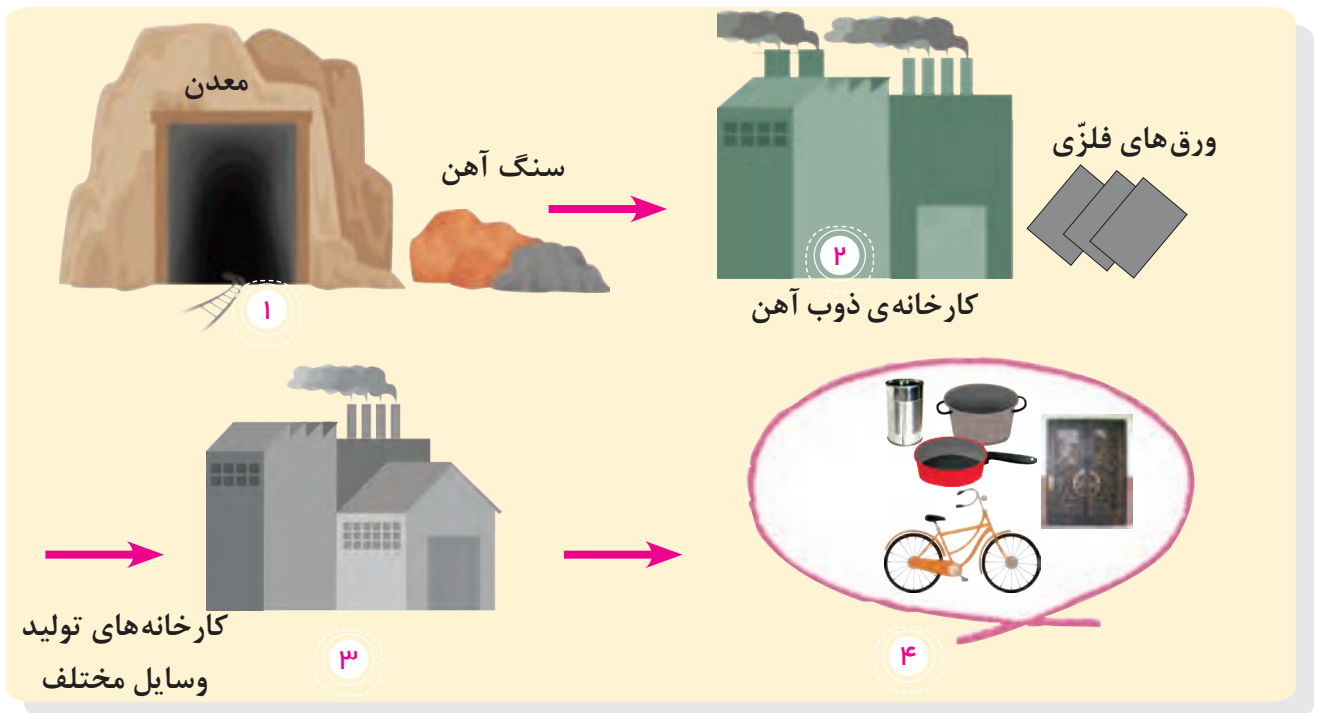 معدن
سنگ آهن
۱
۲
کارخانه‌ی ذوب آهن
ورق‌های فلزّی
کارخانه‌های تولید
وسایل مختلف
۳
۴